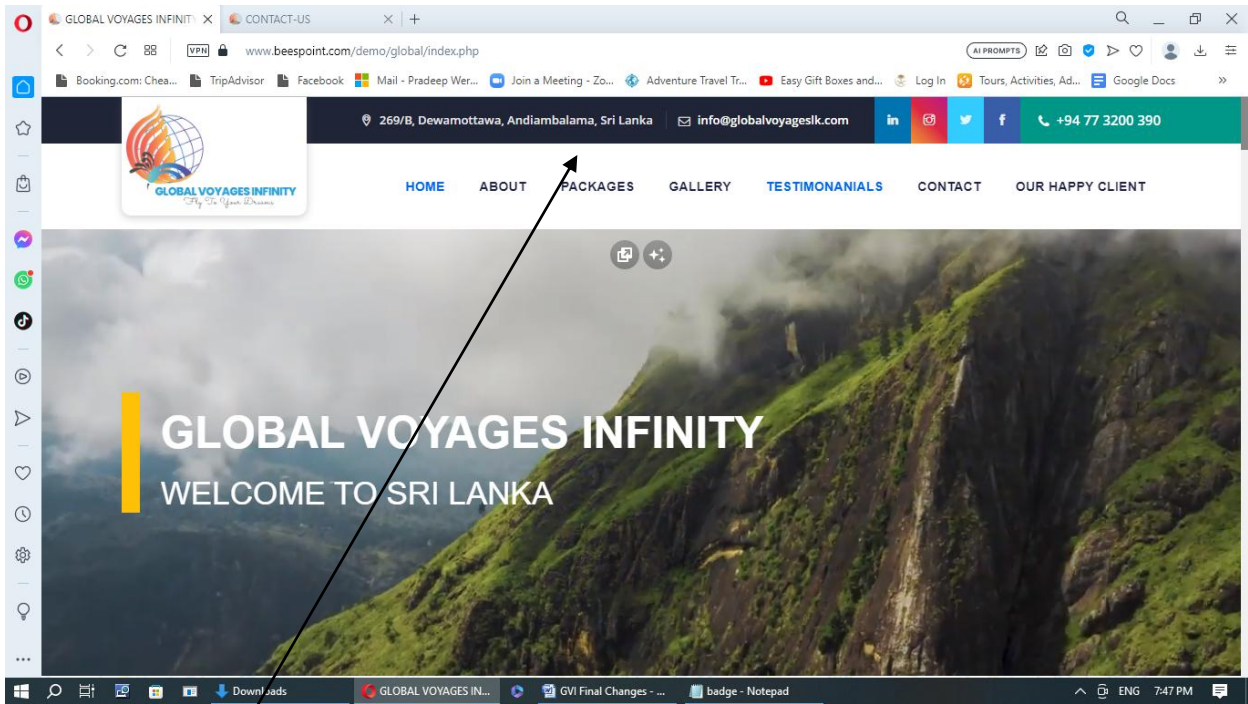 GLOBAL VOYAGES INFINIT
CONTACT-US
VPN
www.beespoint.com/demo/global/index.php
AI PROMPTS
Booking.com: Chea...
TripAdvisor
Facebook
Mail - Pradeep Wer...
Join a Meeting - Zo...
Adventure Travel Tr...
Easy Gift Boxes and...
Log In
Tours, Activities, Ad...
Google Docs
269/B, Dewamottawa, Andiambalama, Sri Lanka
info@globalvoyageslk.com
+94 77 3200 390
GLOBAL VOYAGES INFINITY
Fly To Your Dreams
HOME
ABOUT
PACKAGES
GALLERY
TESTIMONANIALS
CONTACT
OUR HAPPY CLIENT
GLOBAL VOYAGES INFINITY
WELCOME TO SRI LANKA
Downloads
GLOBAL VOYAGES IN...
GVI Final Changes - ...
badge - Notepad
ENG
7:47 PM